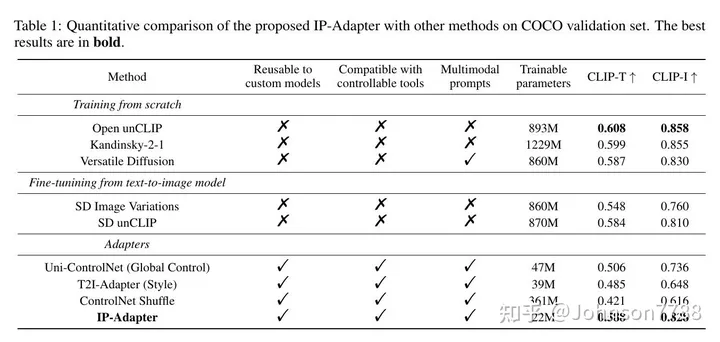 Table 1: Quantitative comparison of the proposed IP-Adapter with other methods on COCO validation set. The best
results are in bold.
Method Reusable to custom models Compatible with controllable tools Multimodal prompts Trainable parameters CLIP-T ↑ CLIP-I ↑
Training from scratch
Open unCLIP ✗ ✗ ✗ 893M 0.608 0.858
Kandinsky-2-1 ✗ ✗ ✗ 1229M 0.599 0.855
Versatile Diffusion ✗ ✗ ✓ 860M 0.587 0.830
Fine-tunining from text-to-image model
SD Image Variations ✗ ✗ ✗ 860M 0.548 0.760
SD unCLIP ✗ ✗ ✗ 870M 0.584 0.810
Adapters
Uni-ControlNet (Global Control) ✓ ✓ ✓ 47M 0.506 0.736
T2I-Adapter (Style) ✓ ✓ ✓ 39M 0.485 0.648
ControlNet Shuffle ✓ ✓ ✓ 361M 0.421 0.616
IP-Adapter ✓ ✓ ✓ 22M 0.588 0.828
知乎 @Johnson7788